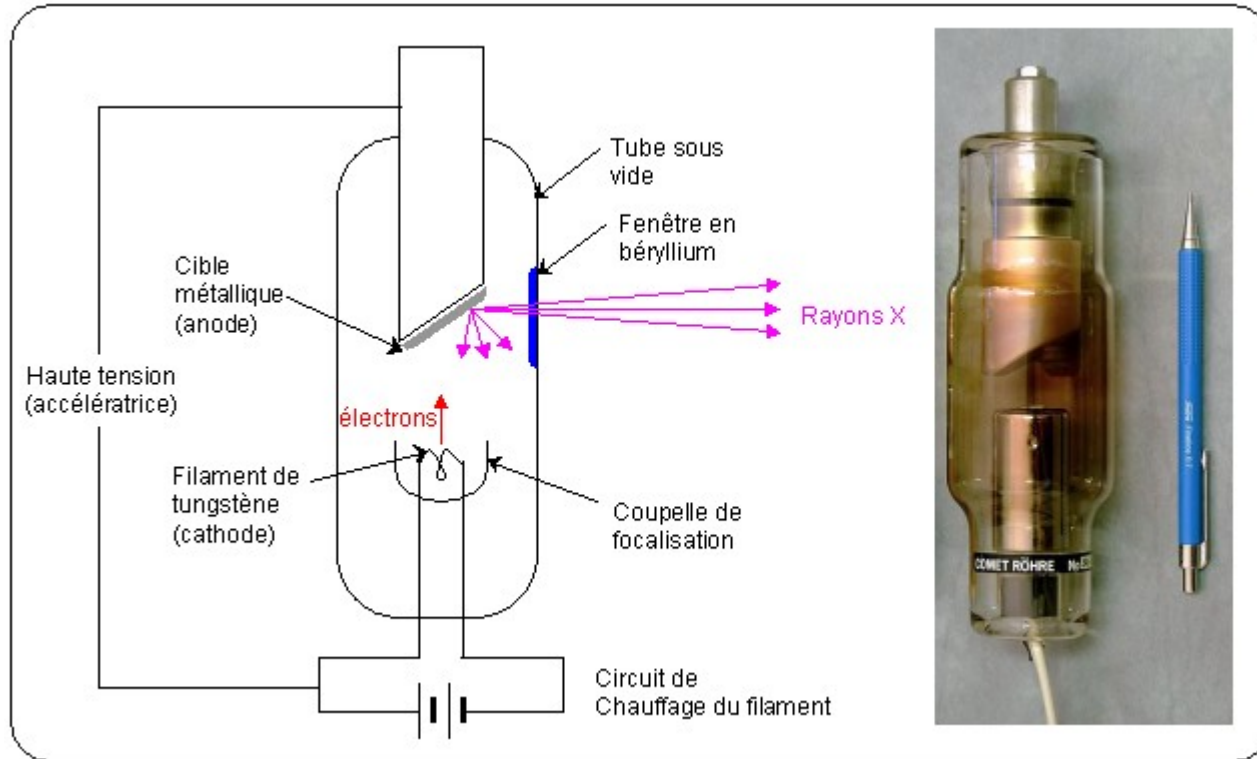 Tube sous
vide
Fenêtre en
béryllium
Cible
métallique
(anode)
Rayons X
Haute tension
(accélératrice)
électrons
Filament de
tungstène
(cathode)
Coupelle de
focalisation
Circuit de
Chauffage du filament
COMET RÖHRE No